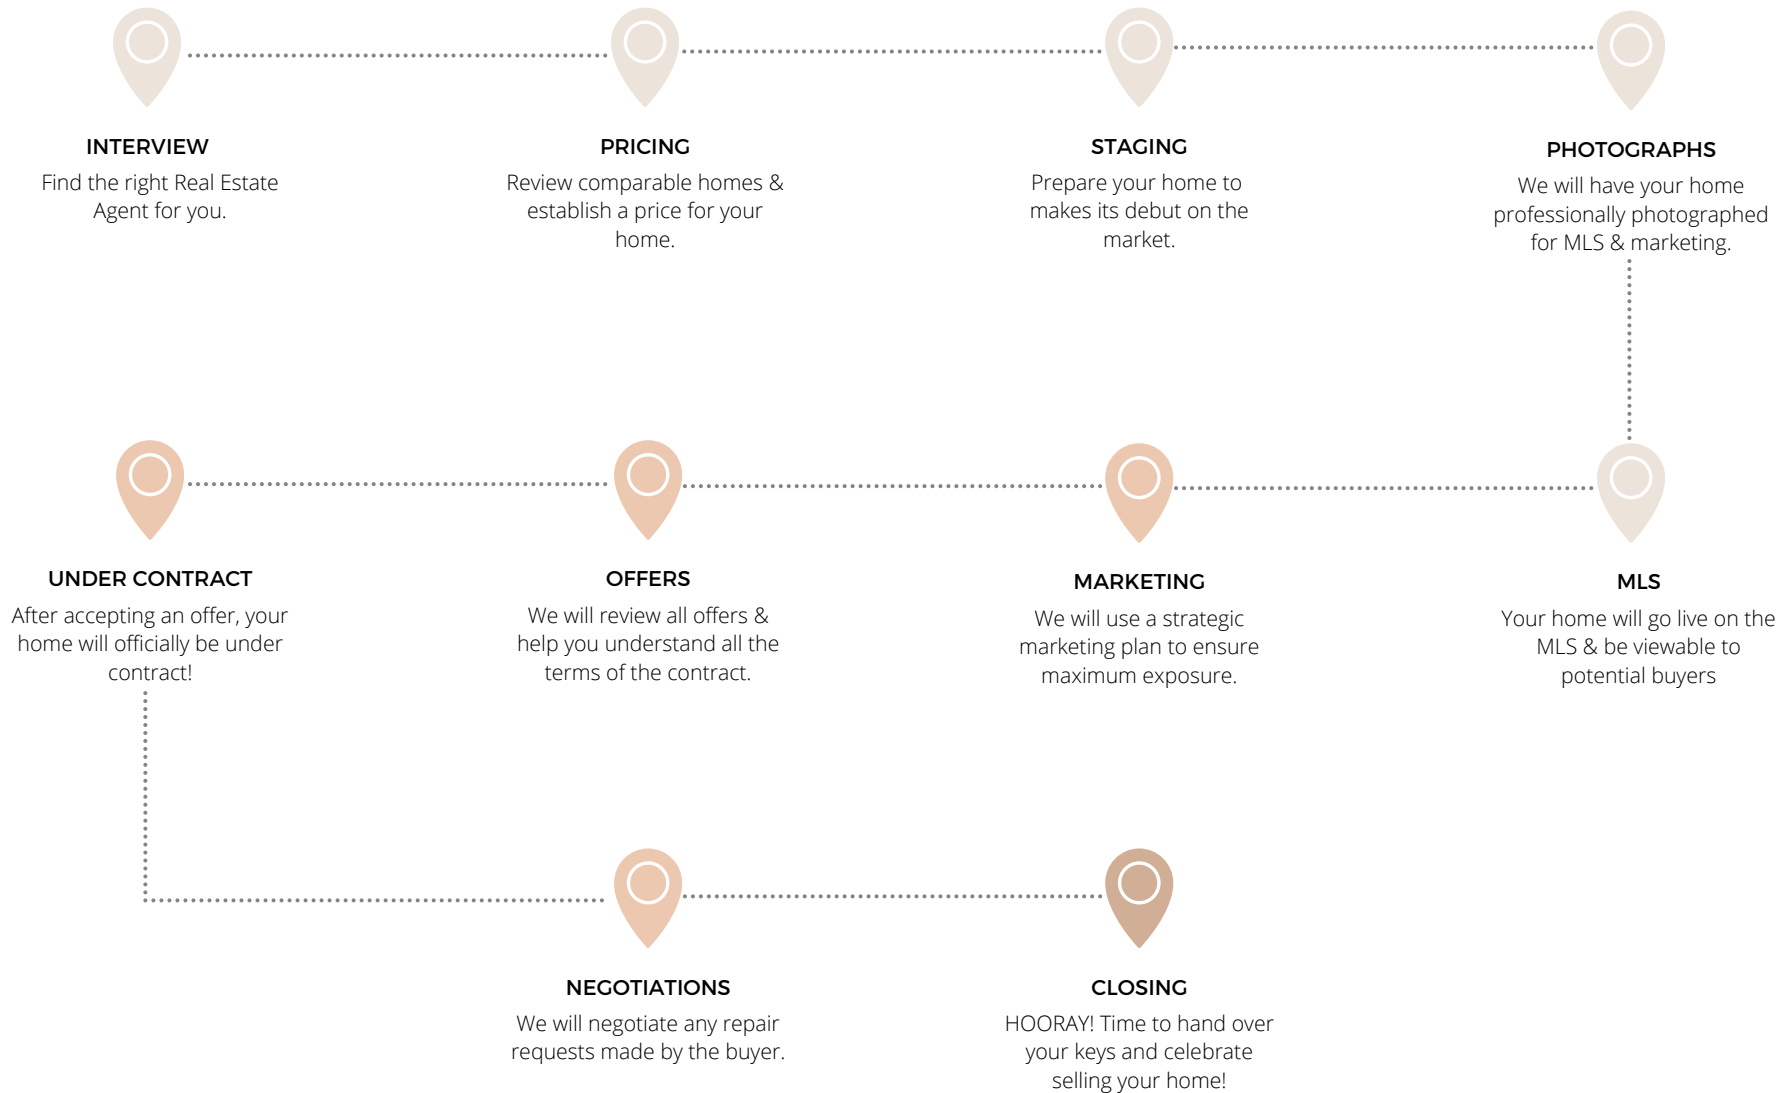 INTERVIEW
Find the right Real Estate
Agent for you.
PRICING
Review comparable homes &
establish a price for your
home.
STAGING
Prepare your home to
makes its debut on the
market.
PHOTOGRAPHS
We will have your home
professionally photographed
for MLS & marketing.
UNDER CONTRACT
After accepting an offer, your
home will officially be under
contract!
OFFERS
We will review all offers &
help you understand all the
terms of the contract.
MARKETING
We will use a strategic
marketing plan to ensure
maximum exposure.
MLS
Your home will go live on the
MLS & be viewable to
potential buyers
NEGOTIATIONS
We will negotiate any repair
requests made by the buyer.
CLOSING
HOORAY! Time to hand over
your keys and celebrate
selling your home!